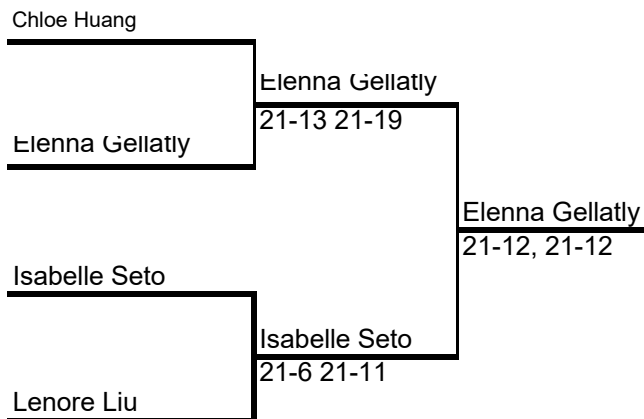 Chloe Huang
Elenna Gellatly
21-13 21-19
Elenna Gellatly
Elenna Gellatly
21-12, 21-12
Isabelle Seto
Isabelle Seto
21-6 21-11
Lenore Liu